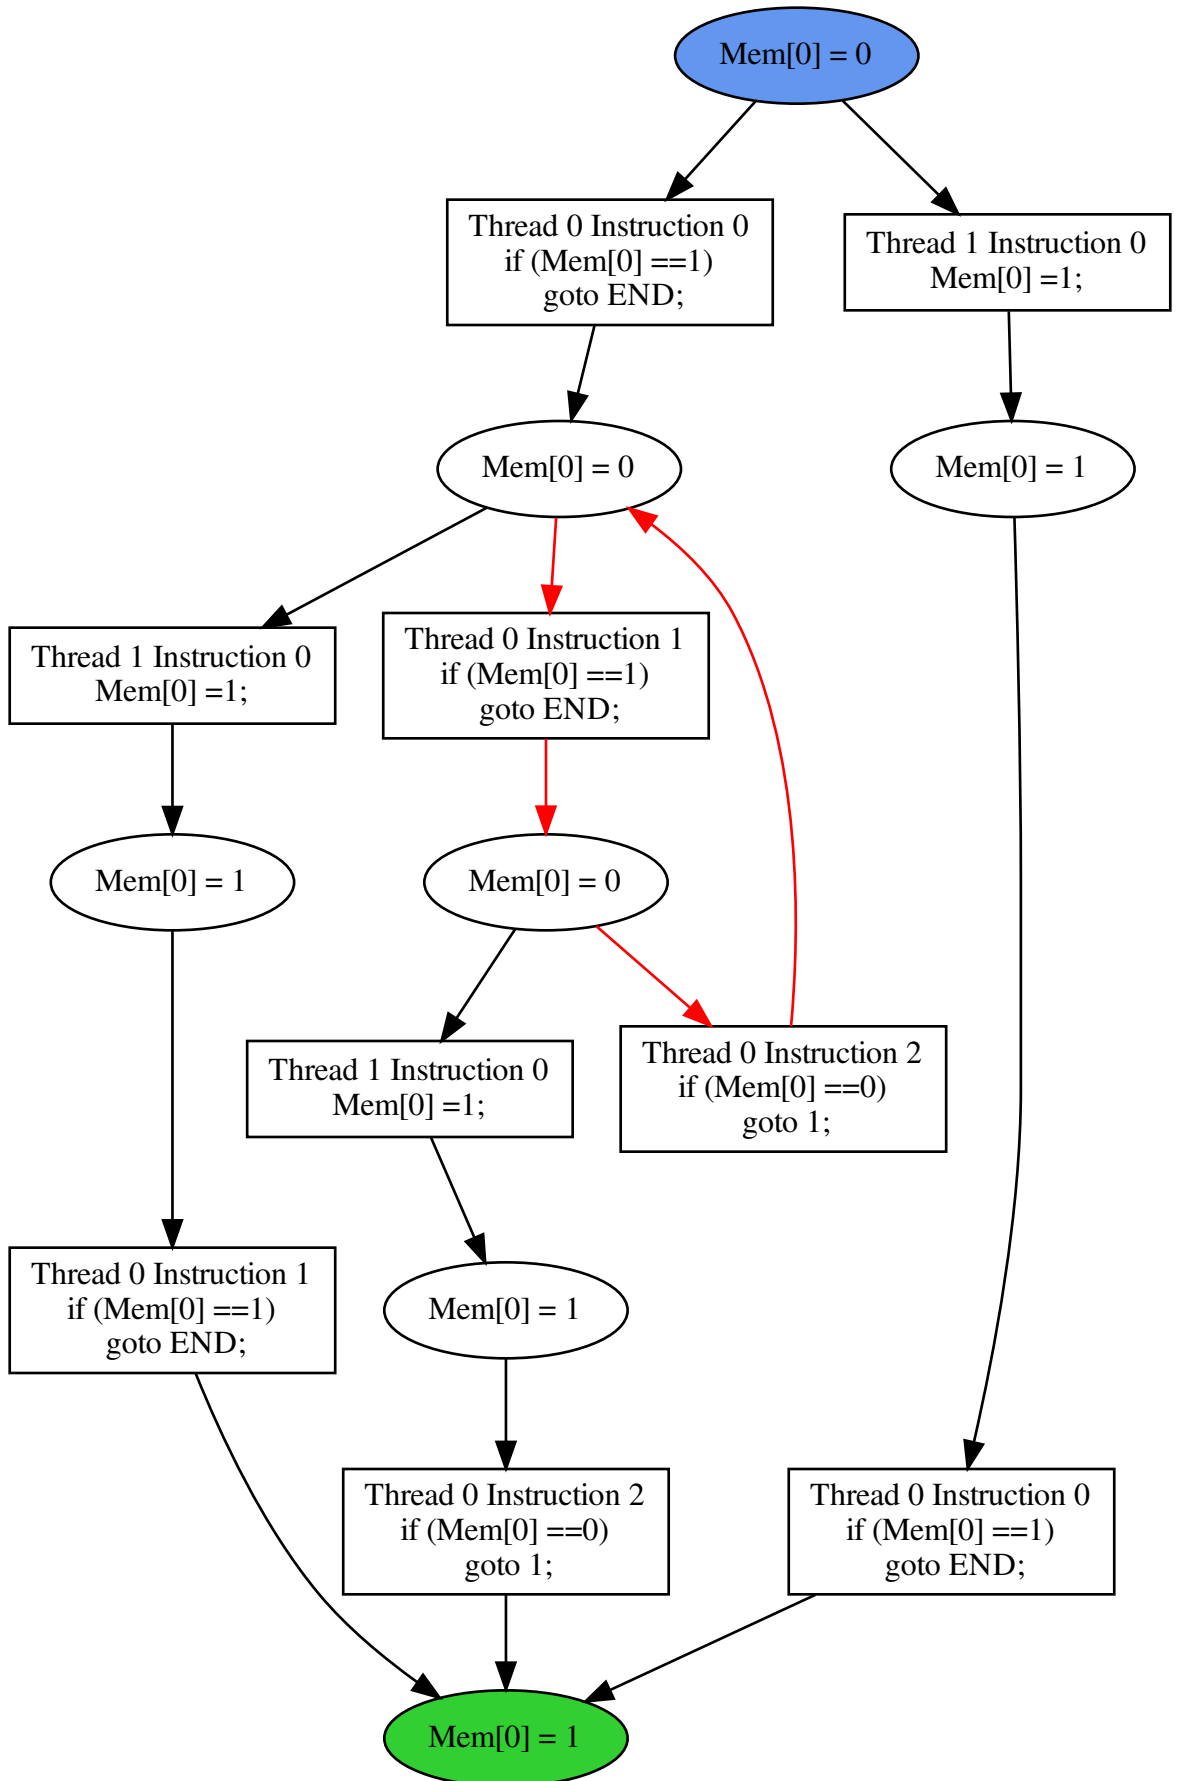 Mem[0] = 0
Thread 0 Instruction 0
if (Mem[0] ==1)
goto END;
Thread 1 Instruction 0
Mem[0] =1;
Mem[0] = 0
Mem[0] = 1
Thread 1 Instruction 0
Mem[0] =1;
Thread 0 Instruction 1
if (Mem[0] ==1)
goto END;
Mem[0] = 1
Mem[0] = 0
Thread 1 Instruction 0
Mem[0] =1;
Thread 0 Instruction 2
if (Mem[0] ==0)
goto 1;
Thread 0 Instruction 1
if (Mem[0] ==1)
goto END;
Mem[0] = 1
Thread 0 Instruction 2
if (Mem[0] ==0)
goto 1;
Thread 0 Instruction 0
if (Mem[0] ==1)
goto END;
Mem[0] = 1